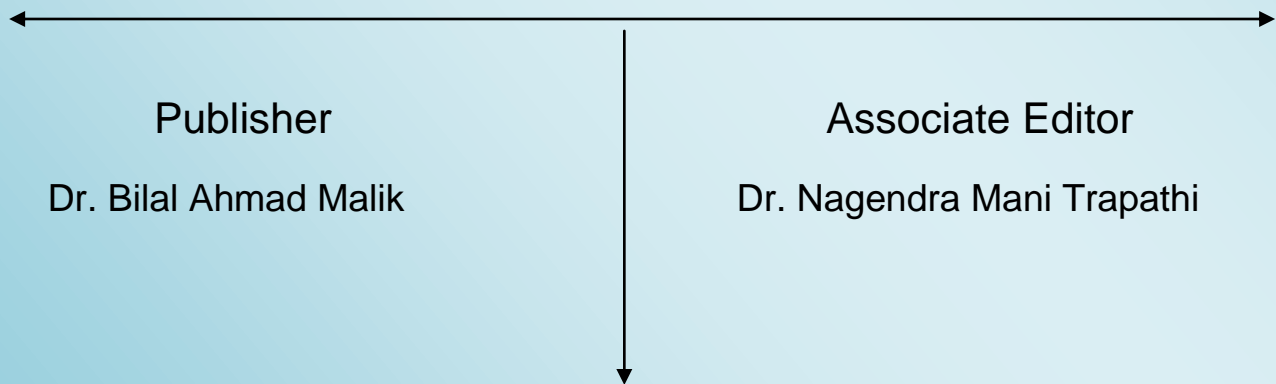 Publisher
Dr. Bilal Ahmad Malik
Associate Editor
Dr. Nagendra Mani Trapathi